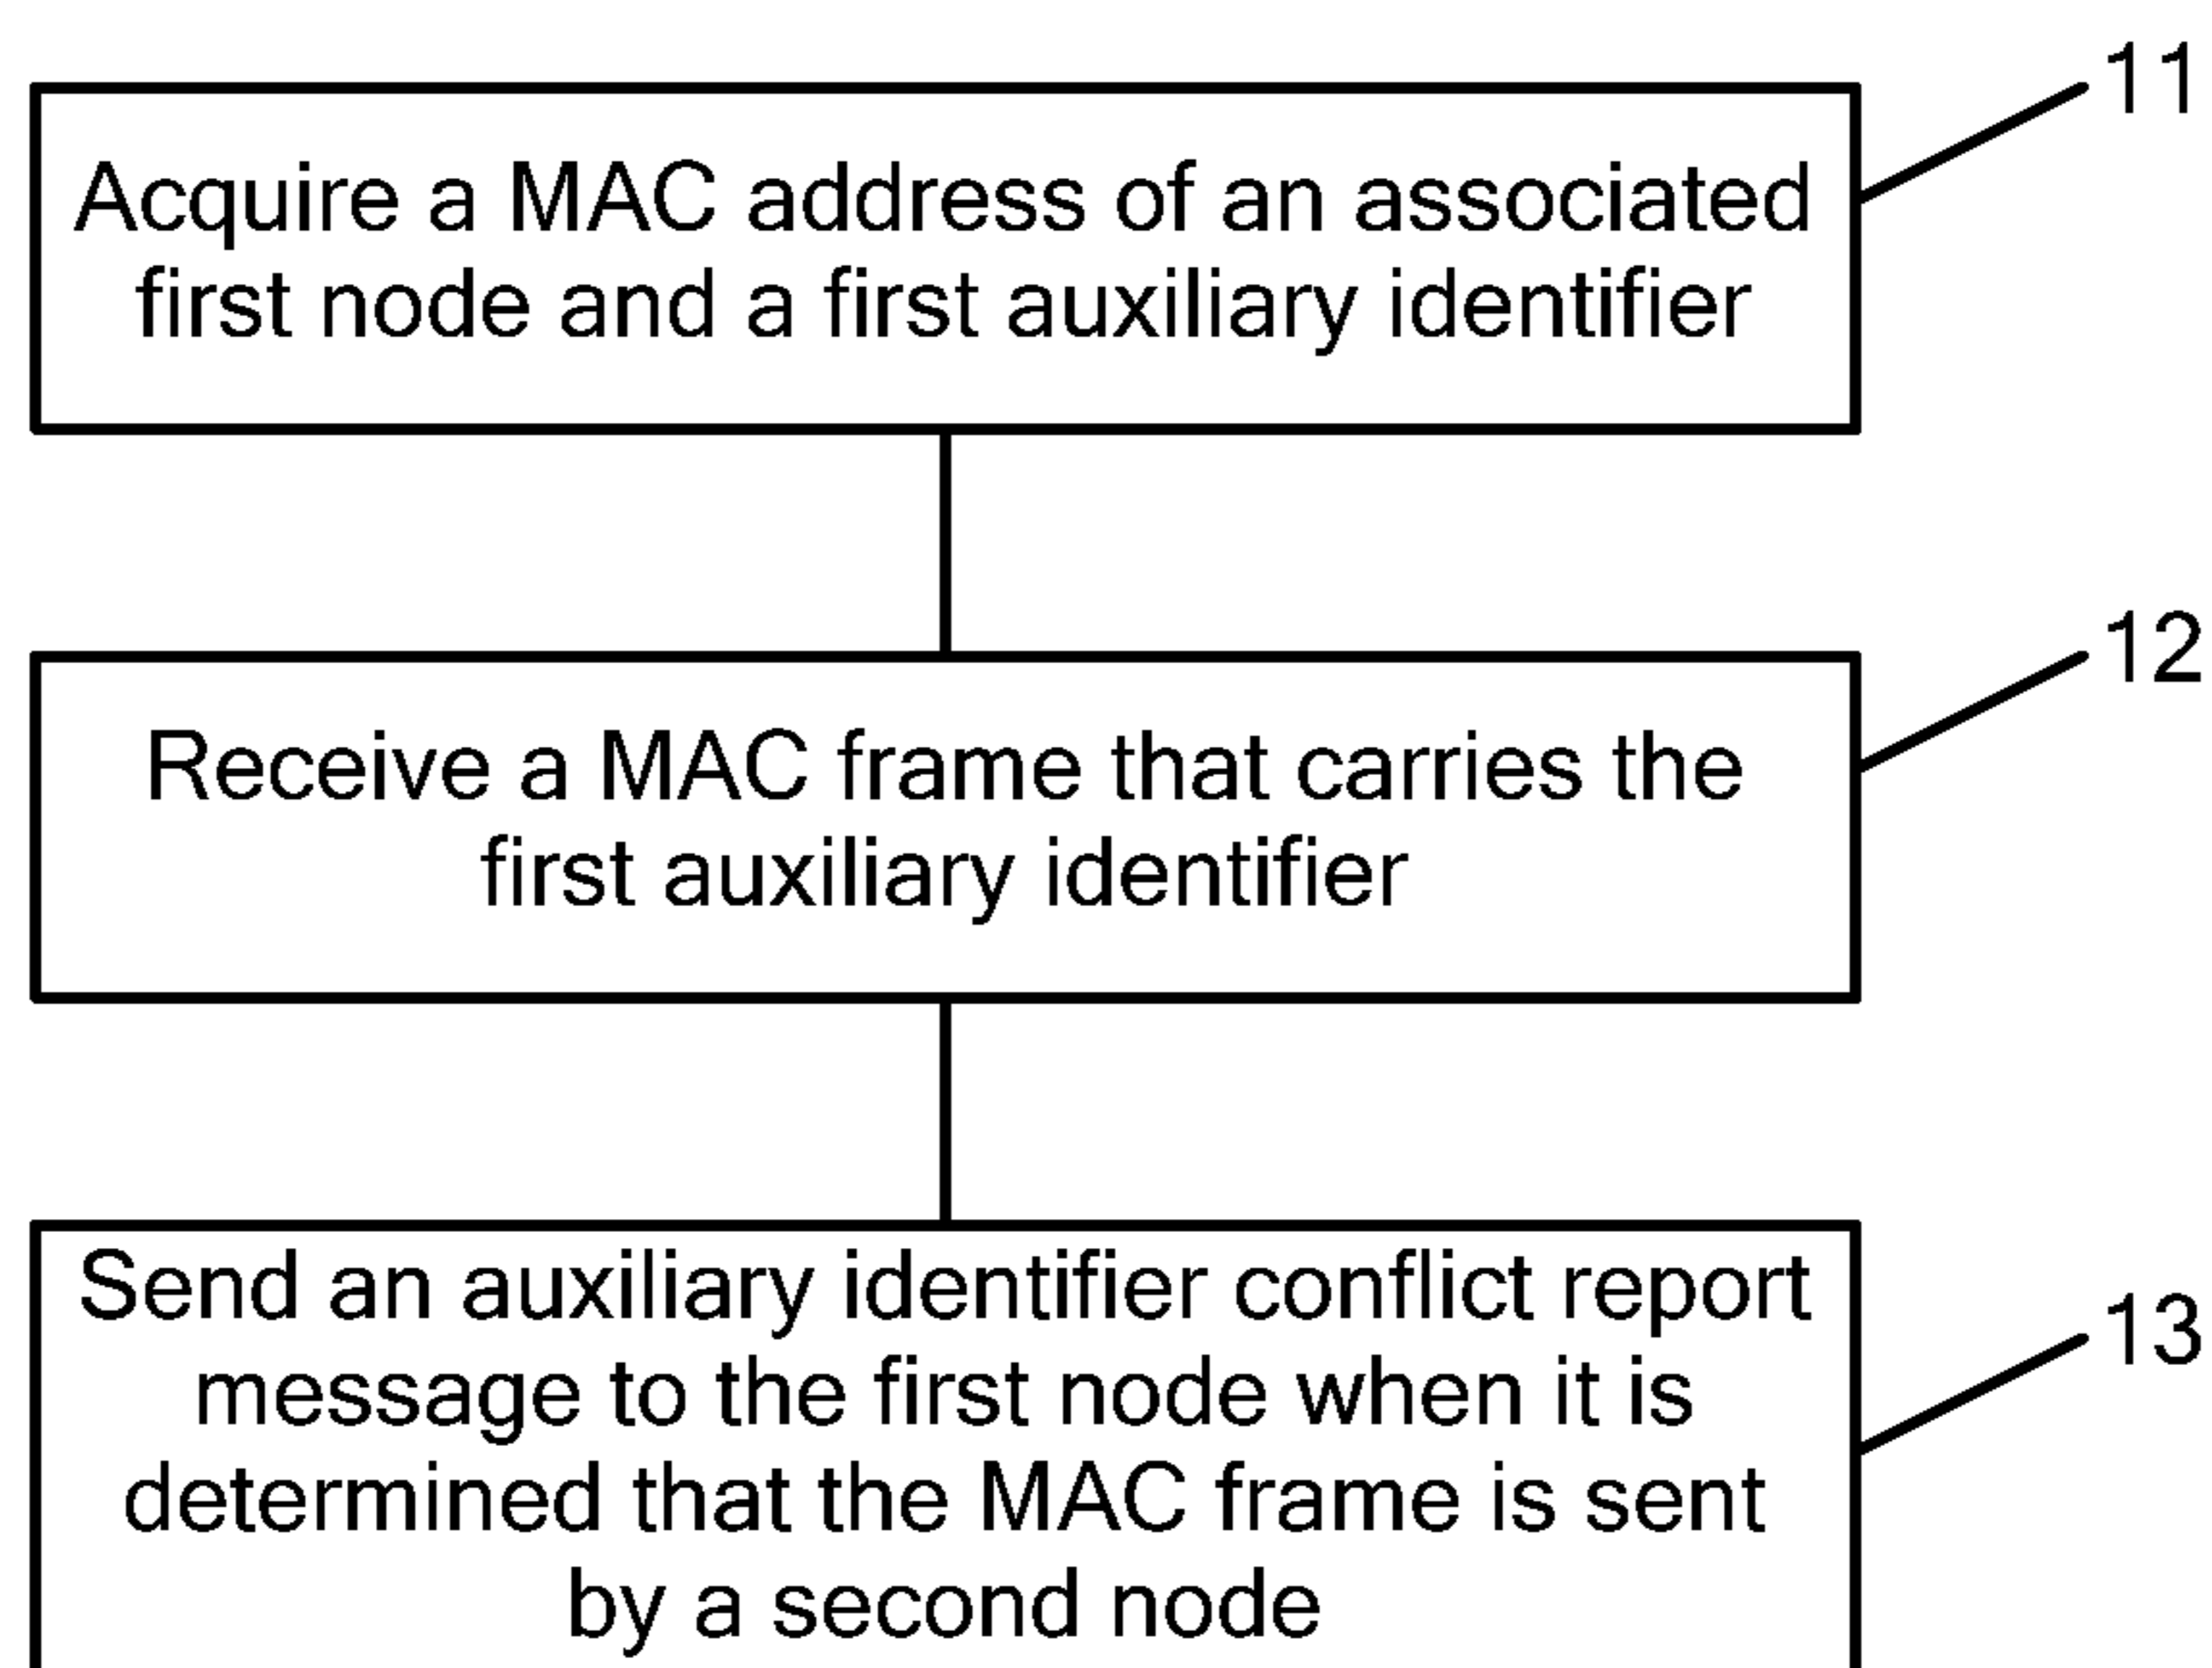 11
Acquire a MAC address of an associated
first node and a first auxiliary identifier
12
Receive a MAC frame that carries the
first auxiliary identifier
Send an auxiliary identifier conflict report
13
message to the first node when it is
determined that the MAC frame is sent
by a second node